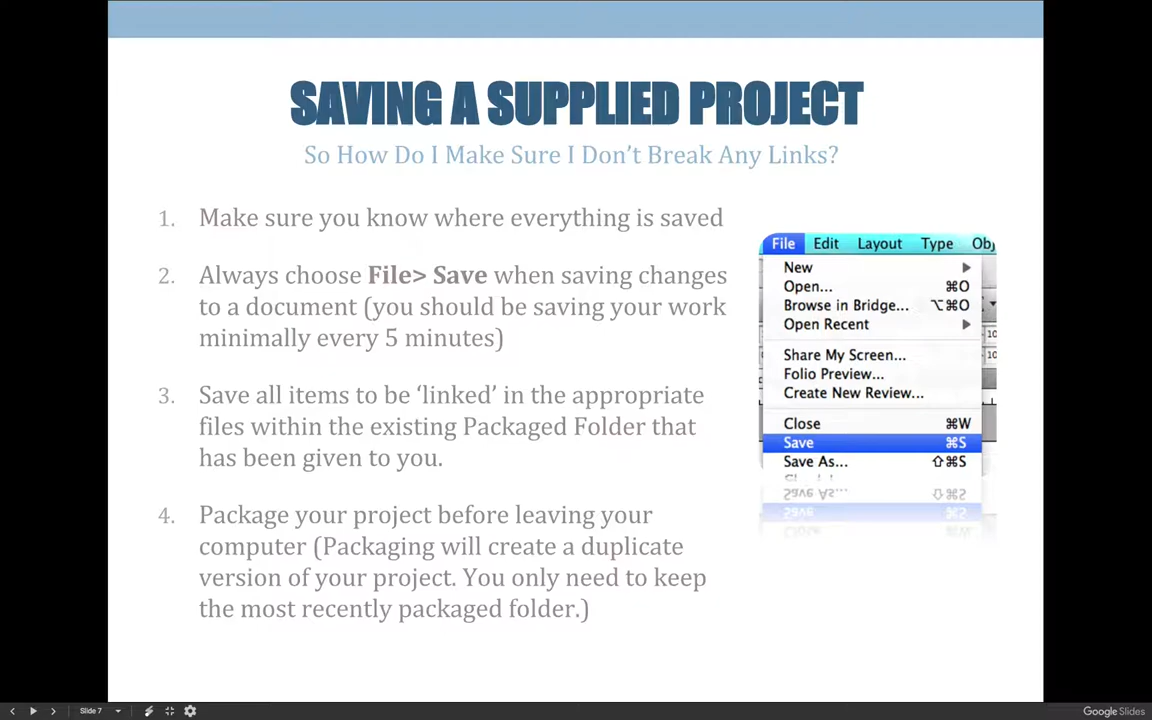 SAVING A SUPPLIED PROJECT
So How Do I Make Sure I Don’t Break Any Links?
1. Make sure you know where everything is saved
2. Always choose File> Save when saving changes
to a document (you should be saving your work
minimally every 5 minutes)
3. Save all items to be ‘linked’ in the appropriate
files within the existing Packaged Folder that
has been given to you.
4. Package your project before leaving your
computer (Packaging will create a duplicate
version of your project. You only need to keep
the most recently packaged folder.)
File Edit Layout Type Obj
New
Open... ⌘O
Browse in Bridge... ⌥⌘O
Open Recent
Share My Screen...
Folio Preview...
Create New Review...
Close ⌘W
Save ⌘S
Save As... ⇧⌘S
Slide 7
Google Slides